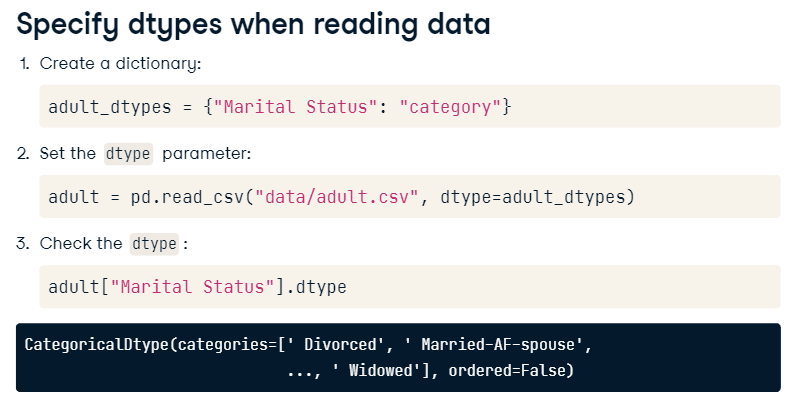 Specify dtypes when reading data
1. Create a dictionary:
adult_dtypes = {"Marital Status": "category"}
2. Set the dtype parameter:
adult = pd.read_csv("data/adult.csv", dtype=adult_dtypes)
3. Check the dtype :
adult["Marital Status"].dtype
CategoricalDtype(categories=[' Divorced', ' Married-AF-spouse',
..., ' Widowed'], ordered=False)